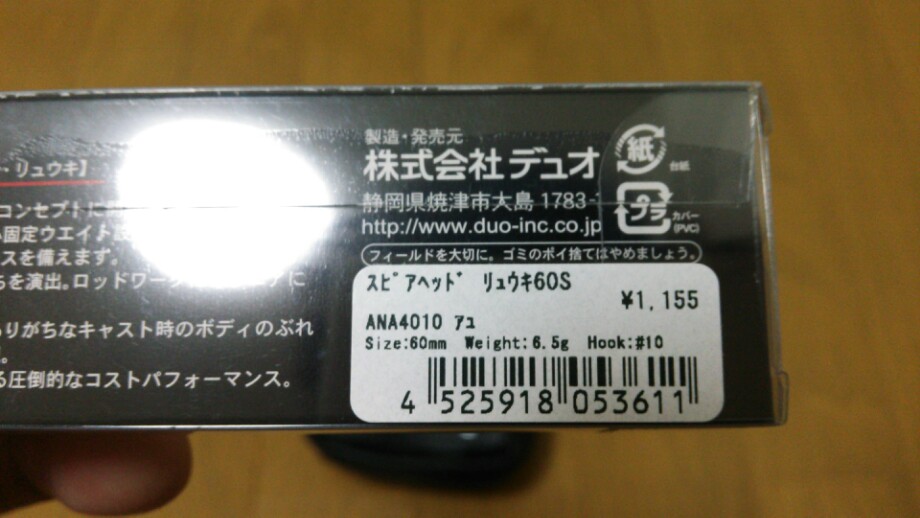 ・リュウキ】
コンセプトに
固定ウエイト
スを備えます。
ちを演出。ロッドワー
に
ありがちなキャスト時のボディのぶれ
。
る圧倒的なコストパフォーマンス。
製造・発売元
株式会社デュオ
静岡県焼津市大島 1783-
http://www.duo-inc.co.jp
フィールドを大切に。ゴミのポイ捨てはやめましょう。
紙
台紙
プラ
カバー
(PVC)
ｽﾋﾟｱﾍｯﾄﾞ ﾘｭｳｷ60S
¥1,155
ANA4010 ｱﾕ
Size:60mm Weight:6.5g Hook:#10
4 525918 053611